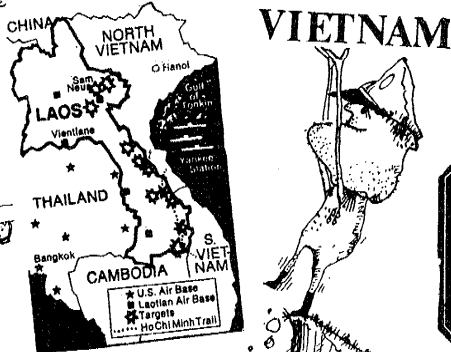 CHINA
NORTH
VIETNAM
Hanoi
Sam
Neua
LAOS
Gulf
of
Tonkin
Vientiane
Yankee
Station
THAILAND
Bangkok
S.
VIET-
NAM
CAMBODIA
U.S. Air Base
Laotian Air Base
Targets
Ho Chi Minh Trail
VIETNAM